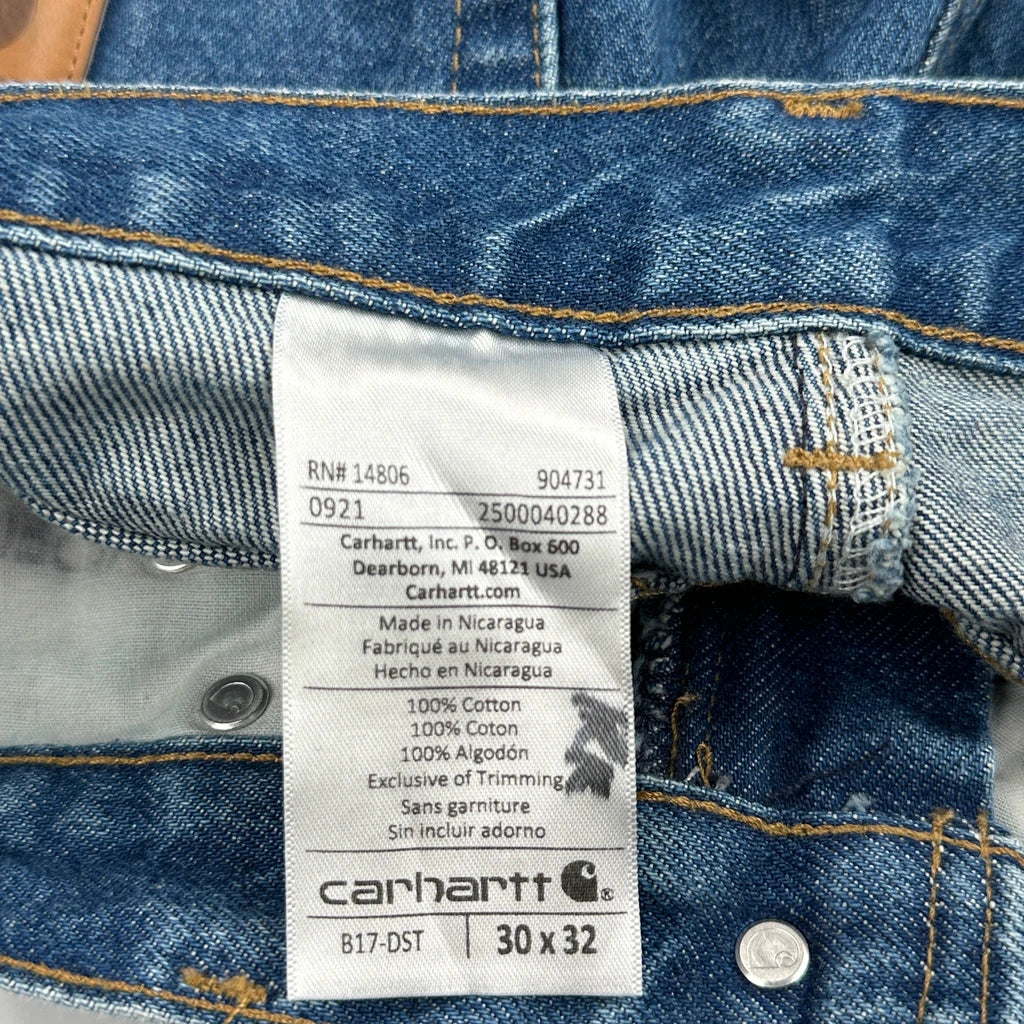 RN# 14806 904731
0921 2500040288
Carhartt, Inc. P. O. Box 600
Dearborn, MI 48121 USA
Carhartt.com
Made in Nicaragua
Fabriqué au Nicaragua
Hecho en Nicaragua
100% Cotton
100% Coton
100% Algodón
Exclusive of Trimming
Sans garniture
Sin incluir adorno
carhartt ®
B17-DST 30 x 32